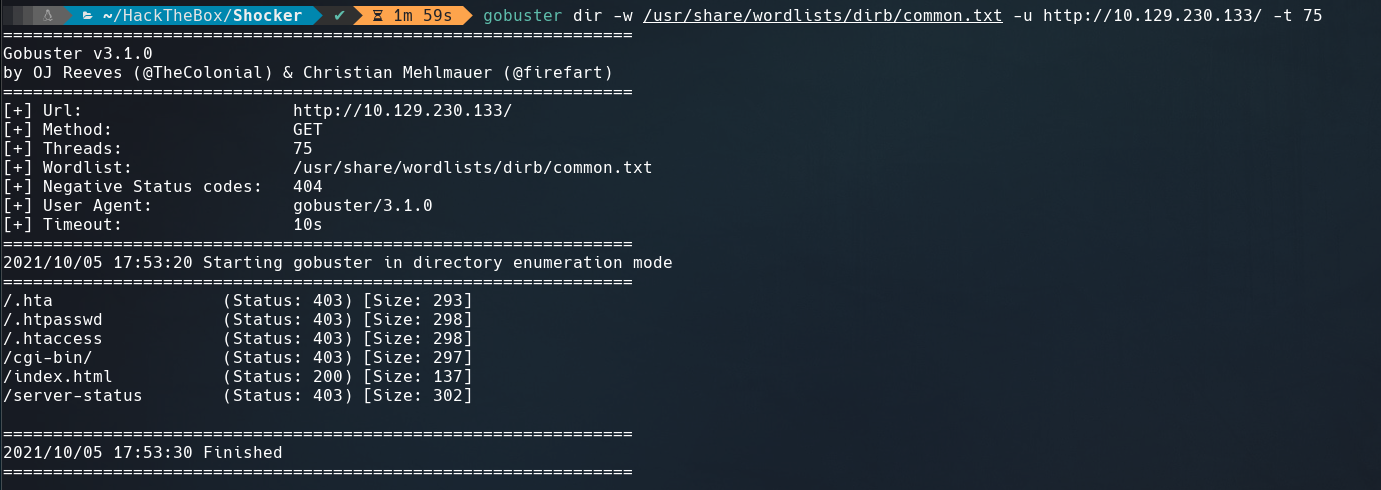 ~/HackTheBox/Shocker ✔ 1m 59s gobuster dir -w /usr/share/wordlists/dirb/common.txt -u http://10.129.230.133/ -t 75
===============================================================
Gobuster v3.1.0
by OJ Reeves (@TheColonial) & Christian Mehlmauer (@firefart)
===============================================================
[+] Url:                     http://10.129.230.133/
[+] Method:                  GET
[+] Threads:                 75
[+] Wordlist:                /usr/share/wordlists/dirb/common.txt
[+] Negative Status codes:   404
[+] User Agent:              gobuster/3.1.0
[+] Timeout:                 10s
===============================================================
2021/10/05 17:53:20 Starting gobuster in directory enumeration mode
===============================================================
/.hta                 (Status: 403) [Size: 293]
/.htpasswd            (Status: 403) [Size: 298]
/.htaccess            (Status: 403) [Size: 298]
/cgi-bin/             (Status: 403) [Size: 297]
/index.html           (Status: 200) [Size: 137]
/server-status        (Status: 403) [Size: 302]
===============================================================
2021/10/05 17:53:30 Finished
===============================================================